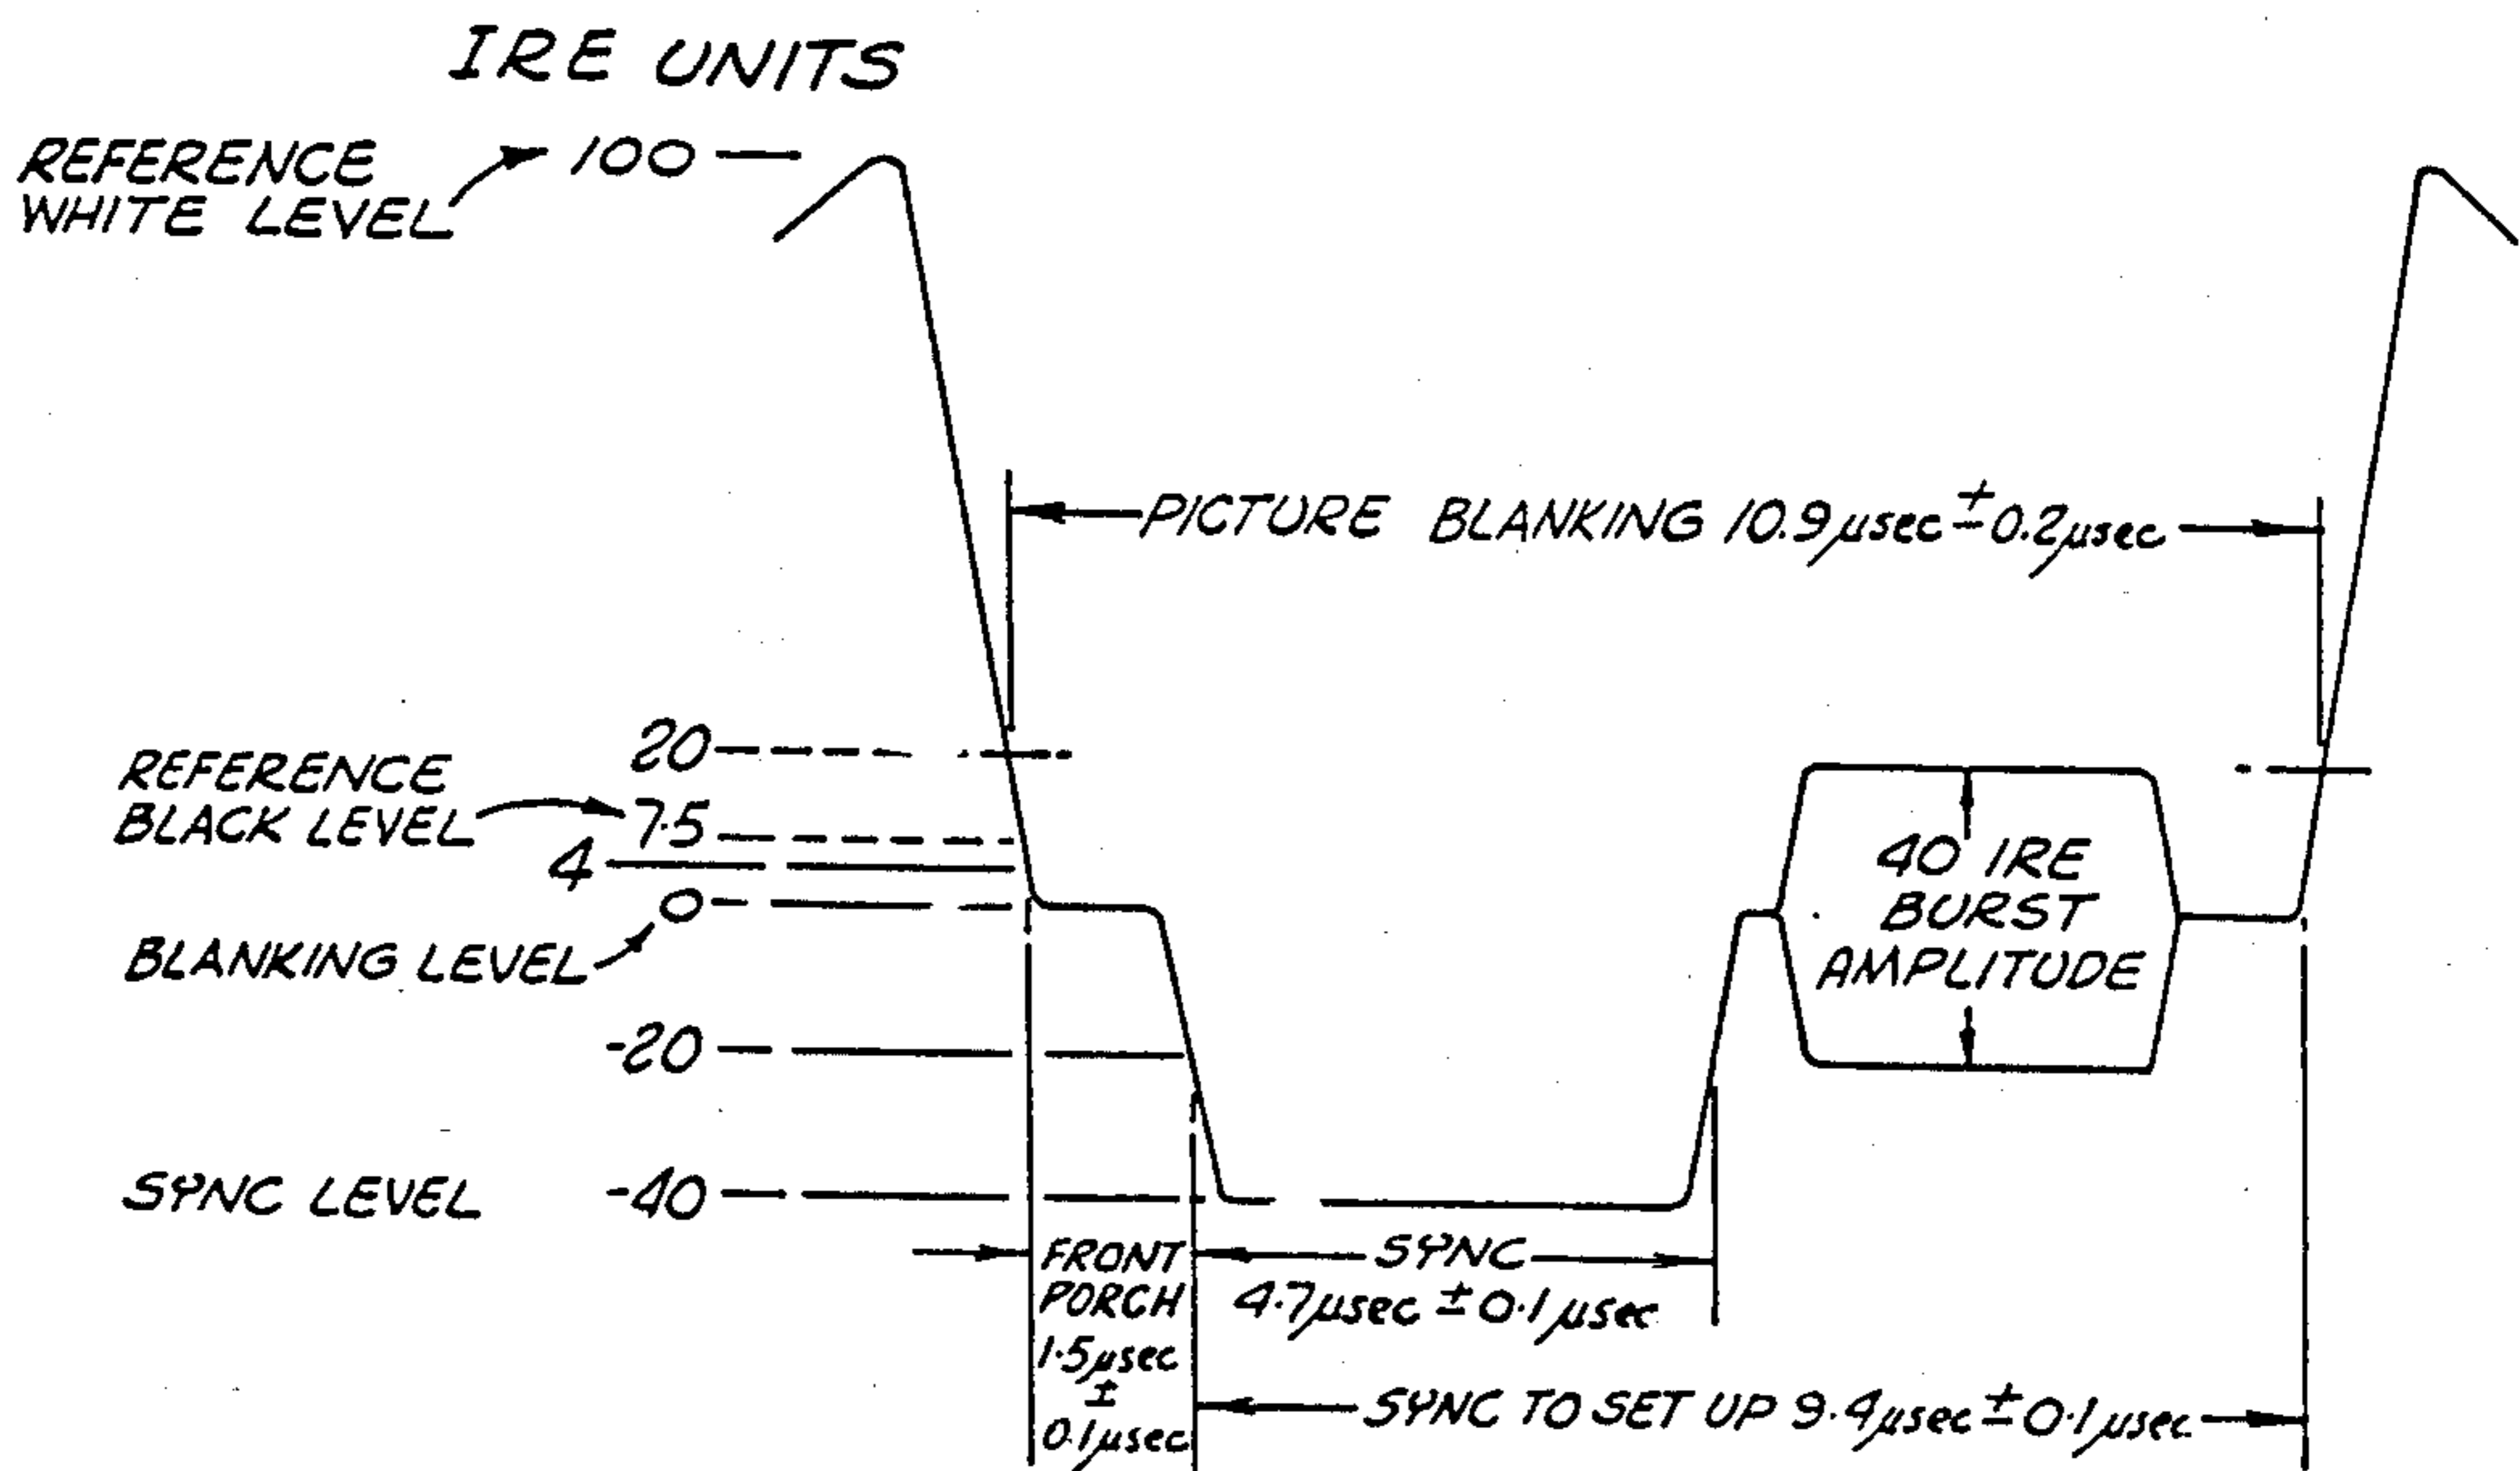 IRE UNITS
REFERENCE
WHITE LEVEL
100
PICTURE BLANKING 10.9μsec ± 0.2μsec
20
REFERENCE
BLACK LEVEL
7.5
4
0
BLANKING LEVEL
40 IRE
BURST
AMPLITUDE
-20
SYNC LEVEL
-40
FRONT
PORCH
1.5μsec
±
0.1μsec
SYNC
4.7μsec ± 0.1μsec
SYNC TO SET UP 9.4μsec ± 0.1μsec